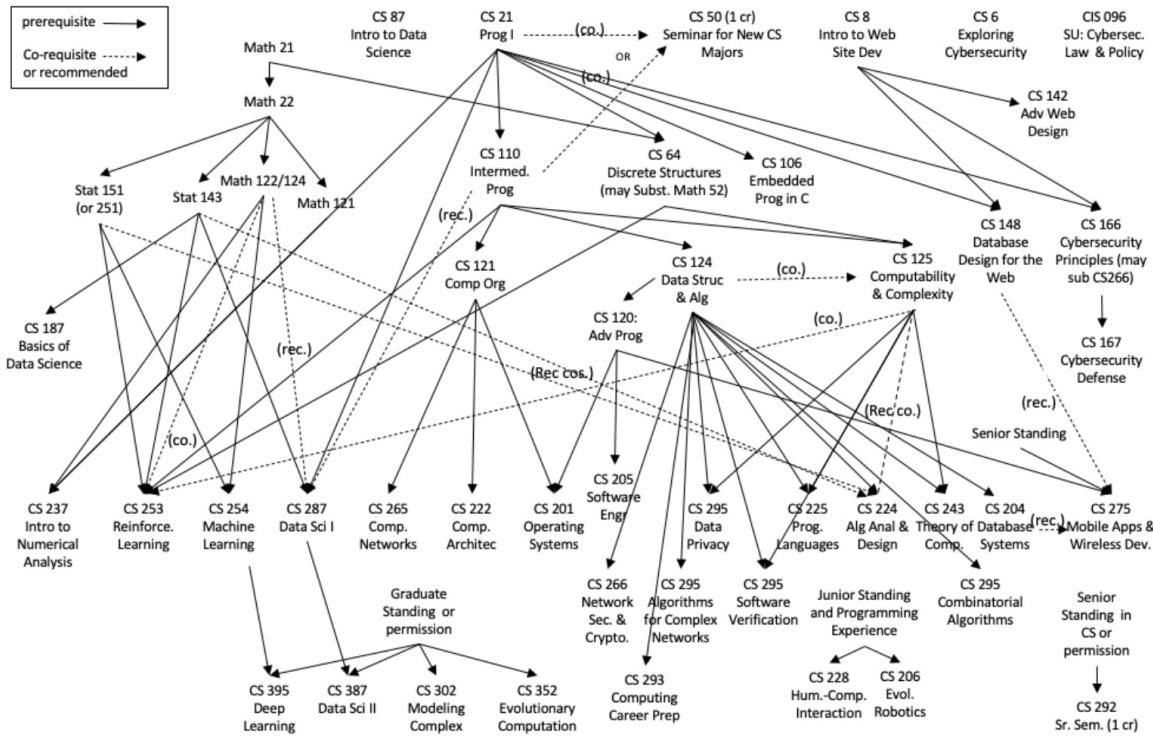 prerequisite
Co-requisite
or recommended
CS 87
Intro to Data
Science
CS 21
Prog I
(co.)
CS 50 (1 cr)
Seminar for New CS
Majors
OR
(co.)
CS 8
Intro to Web
Site Dev
CS 6
Exploring
Cybersecurity
CIS 096
SU: Cybersec.
Law & Policy
Math 21
Math 22
CS 142
Adv Web
Design
Stat 151
(or 251)
Stat 143
Math 122/124
Math 121
CS 110
Intermed.
Prog
(rec.)
CS 64
Discrete Structures
(may Subst. Math 52)
CS 106
Embedded
Prog in C
CS 148
Database
Design for the
Web
CS 166
Cybersecurity
Principles (may
sub CS266)
CS 121
Comp Org
CS 124
Data Struc
& Alg
(co.)
CS 125
Computability
& Complexity
CS 187
Basics of
Data Science
(rec.)
CS 120:
Adv Prog
(co.)
CS 167
Cybersecurity
Defense
(Rec cos.)
(Rec co.)
(rec.)
(co.)
Senior Standing
CS 237
Intro to
Numerical
Analysis
CS 253
Reinforce.
Learning
CS 254
Machine
Learning
CS 287
Data Sci I
CS 265
Comp.
Networks
CS 222
Comp.
Architec
CS 201
Operating
Systems
CS 205
Software
Engr
CS 295
Data
Privacy
CS 225
Prog.
Languages
CS 224
Alg Anal &
Design
CS 243
Theory of
Comp.
CS 204
Database
Systems
(rec.)
CS 275
Mobile Apps &
Wireless Dev.
Graduate
Standing or
permission
CS 266
Network
Sec. &
Crypto.
CS 295
Algorithms
for Complex
Networks
CS 295
Software
Verification
Junior Standing
and Programming
Experience
CS 295
Combinatorial
Algorithms
Senior
Standing in
CS or
permission
CS 395
Deep
Learning
CS 387
Data Sci II
CS 302
Modeling
Complex
CS 352
Evolutionary
Computation
CS 293
Computing
Career Prep
CS 228
Hum.-Comp.
Interaction
CS 206
Evol.
Robotics
CS 292
Sr. Sem. (1 cr)